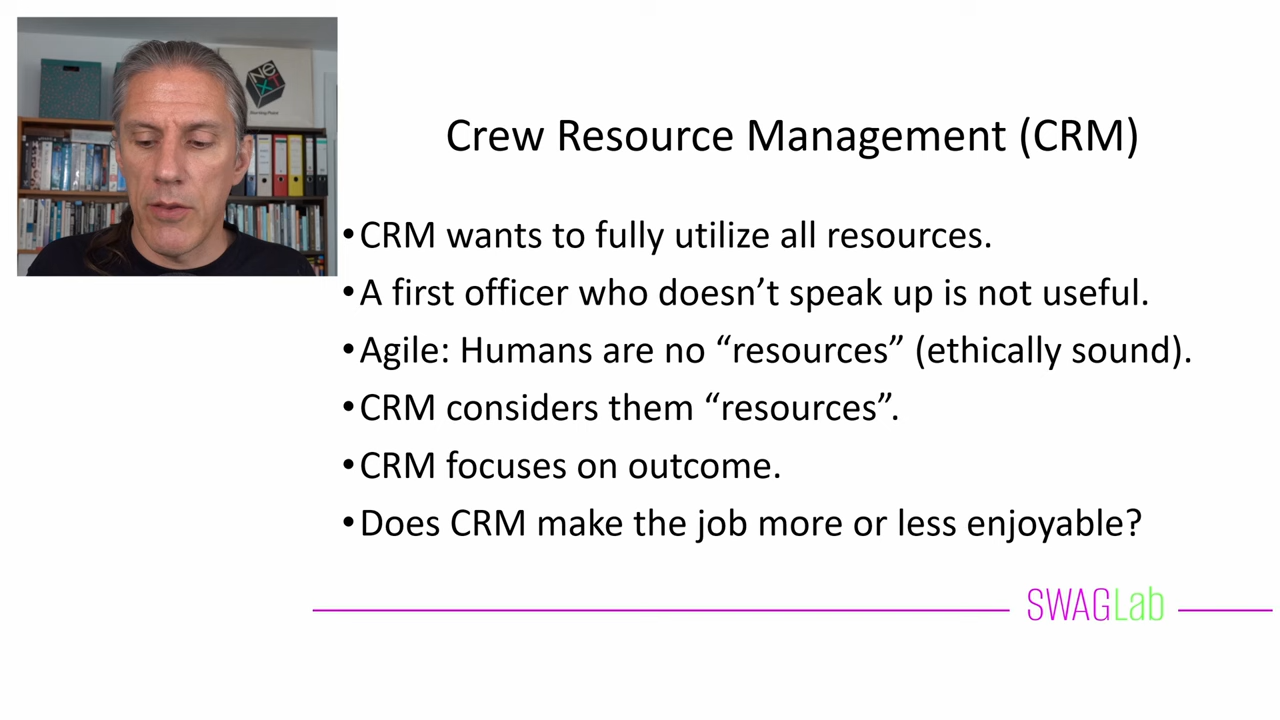 NeXT
Crew Resource Management (CRM)
•CRM wants to fully utilize all resources.
•A first officer who doesn’t speak up is not useful.
•Agile: Humans are no “resources” (ethically sound).
•CRM considers them “resources”.
•CRM focuses on outcome.
•Does CRM make the job more or less enjoyable?
SWAGLab